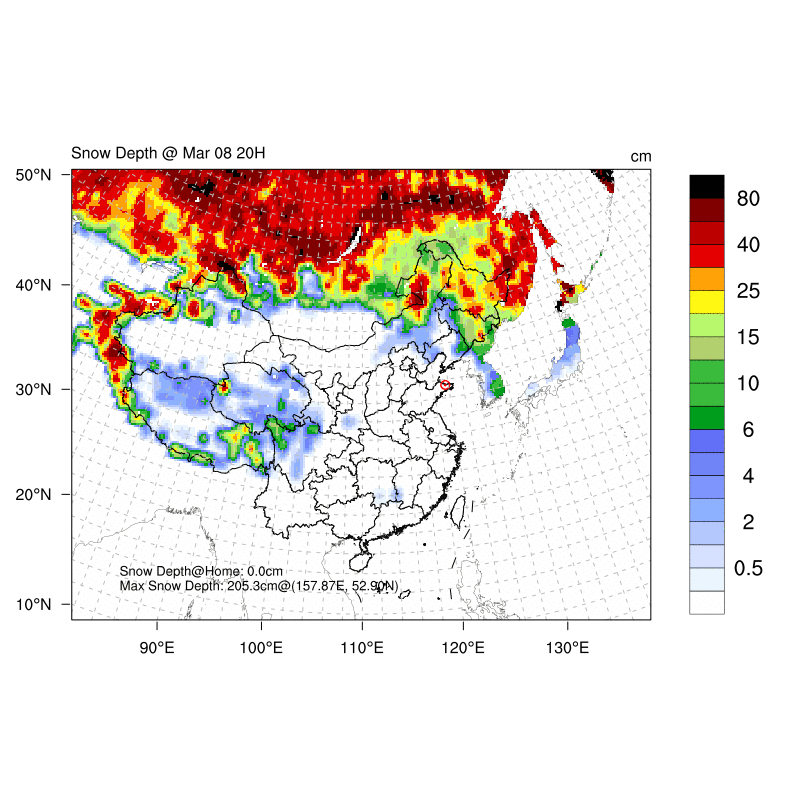 Snow Depth @ Mar 08 20H
cm
50°N
40°N
30°N
20°N
10°N
80
40
25
15
10
6
4
2
0.5
Snow Depth@Home: 0.0cm
Max Snow Depth: 205.3cm@(157.87E, 52.90N)
90°E
100°E
110°E
120°E
130°E